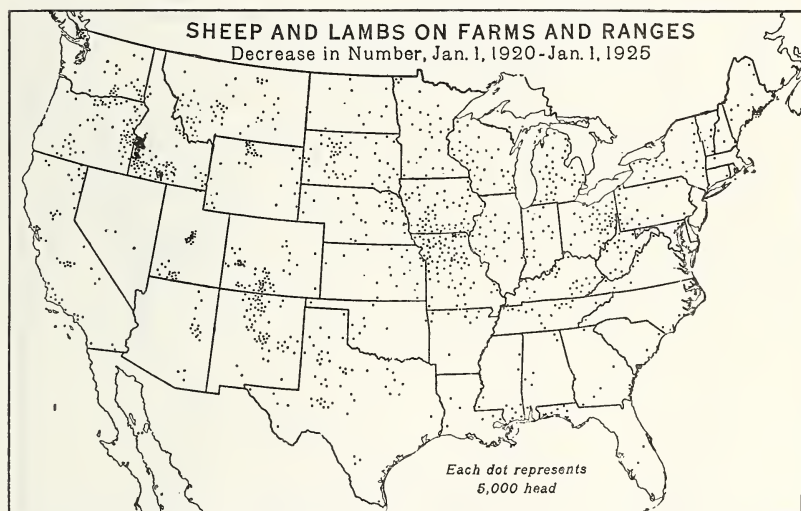 SHEEP AND LAMBS ON FARMS AND RANGES
Decrease in Number, Jan. 1, 1920-Jan. 1, 1925
Each dot represents
5,000 head